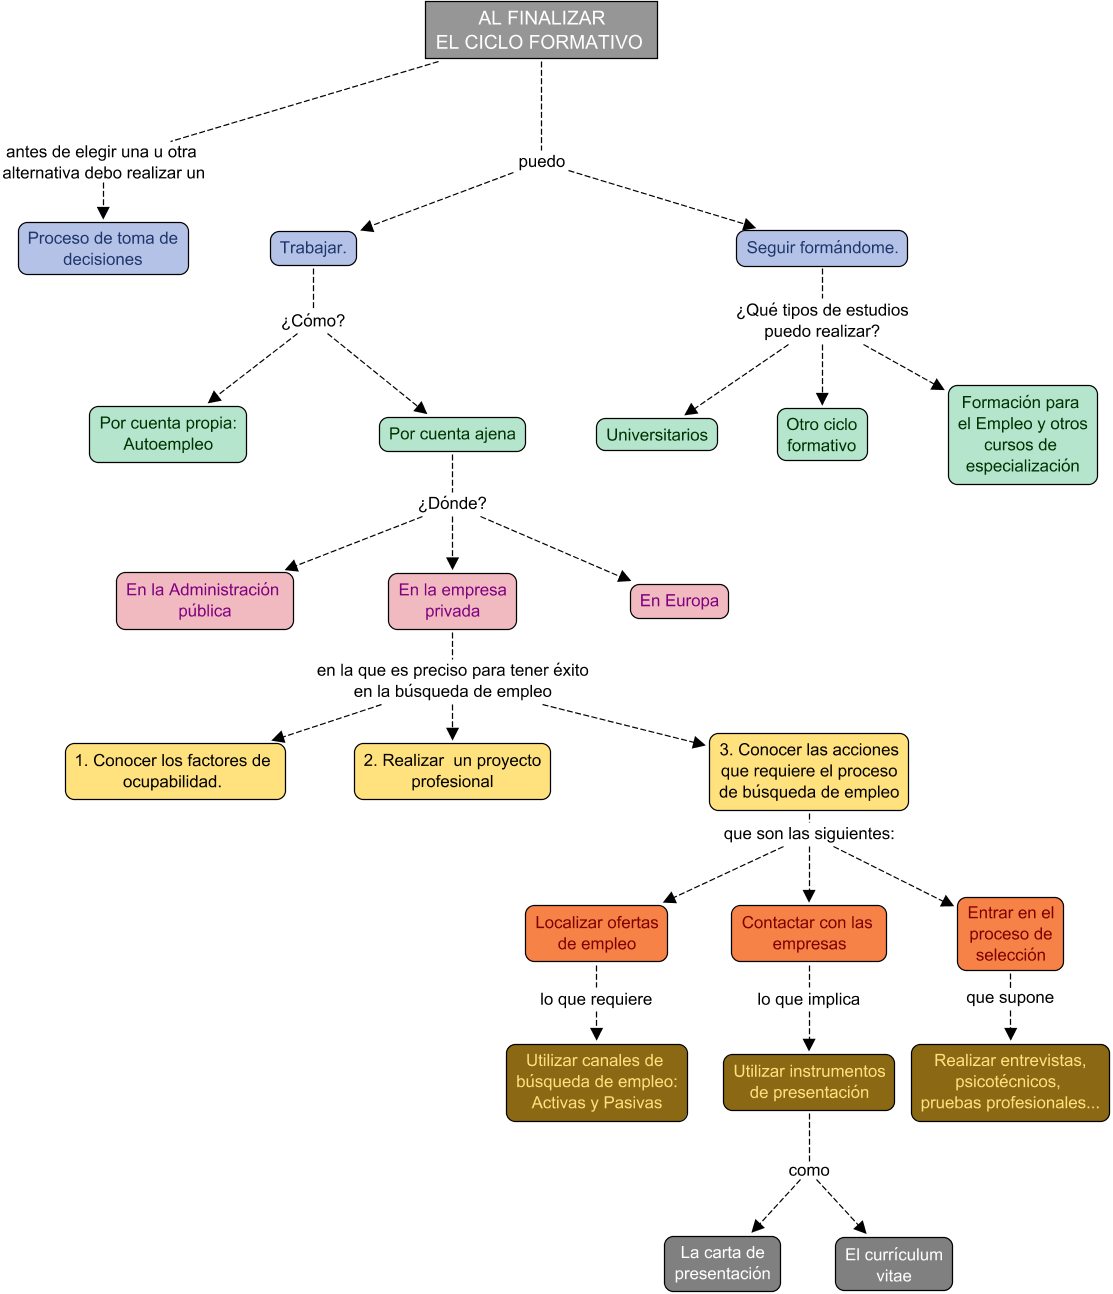 AL FINALIZAR
EL CICLO FORMATIVO
antes de elegir una u otra
alternativa debo realizar un
puedo
Proceso de toma de
decisiones
Trabajar.
Seguir formándome.
¿Cómo?
¿Qué tipos de estudios
puedo realizar?
Por cuenta propia:
Autoempleo
Por cuenta ajena
Universitarios
Otro ciclo
formativo
Formación para
el Empleo y otros
cursos de
especialización
¿Dónde?
En la Administración
pública
En la empresa
privada
En Europa
en la que es preciso para tener éxito
en la búsqueda de empleo
1. Conocer los factores de
ocupabilidad.
2. Realizar un proyecto
profesional
3. Conocer las acciones
que requiere el proceso
de búsqueda de empleo
que son las siguientes:
Localizar ofertas
de empleo
Contactar con las
empresas
Entrar en el
proceso de
selección
lo que requiere
lo que implica
que supone
Utilizar canales de
búsqueda de empleo:
Activas y Pasivas
Utilizar instrumentos
de presentación
Realizar entrevistas,
psicotécnicos,
pruebas profesionales...
como
La carta de
presentación
El currículum
vitae